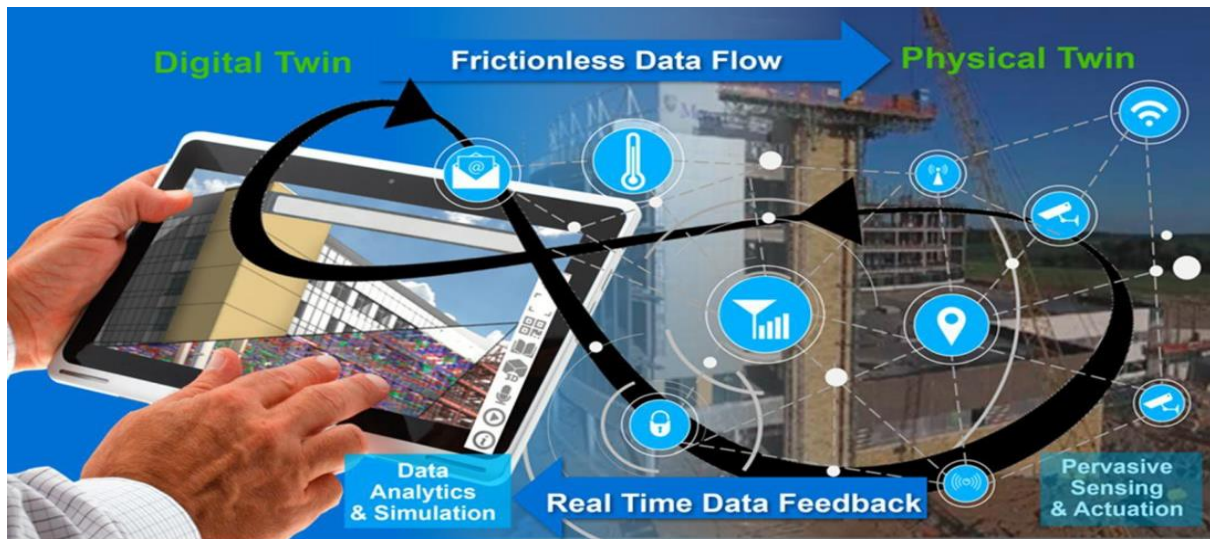 Digital Twin
Frictionless Data Flow
Physical Twin
@
Data
Analytics
& Simulation
Real Time Data Feedback
Pervasive
Sensing
& Actuation